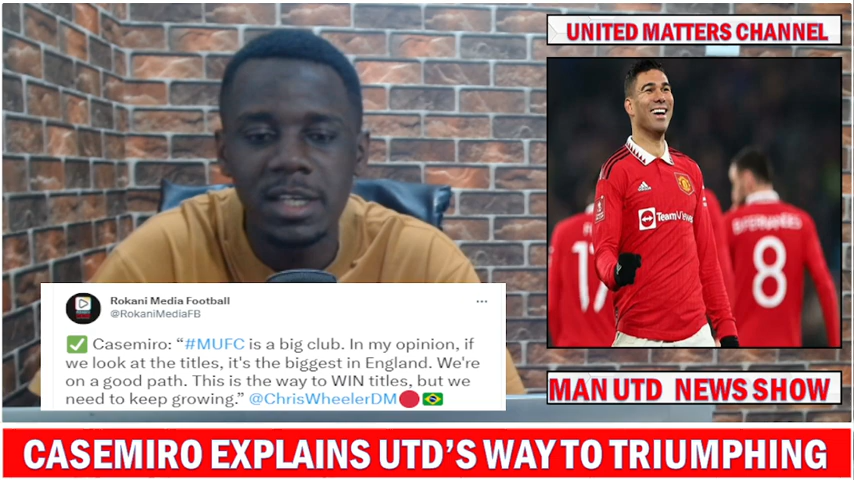 UNITED MATTERS CHANNEL
TeamViewer
B.FERNANDES
17 8
Rokani Media Football
@RokaniMediaFB
Casemiro: “#MUFC is a big club. In my opinion, if
we look at the titles, it's the biggest in England. We're
on a good path. This is the way to WIN titles, but we
need to keep growing.” @ChrisWheelerDM
MAN UTD NEWS SHOW
CASEMIRO EXPLAINS UTD’S WAY TO TRIUMPHING